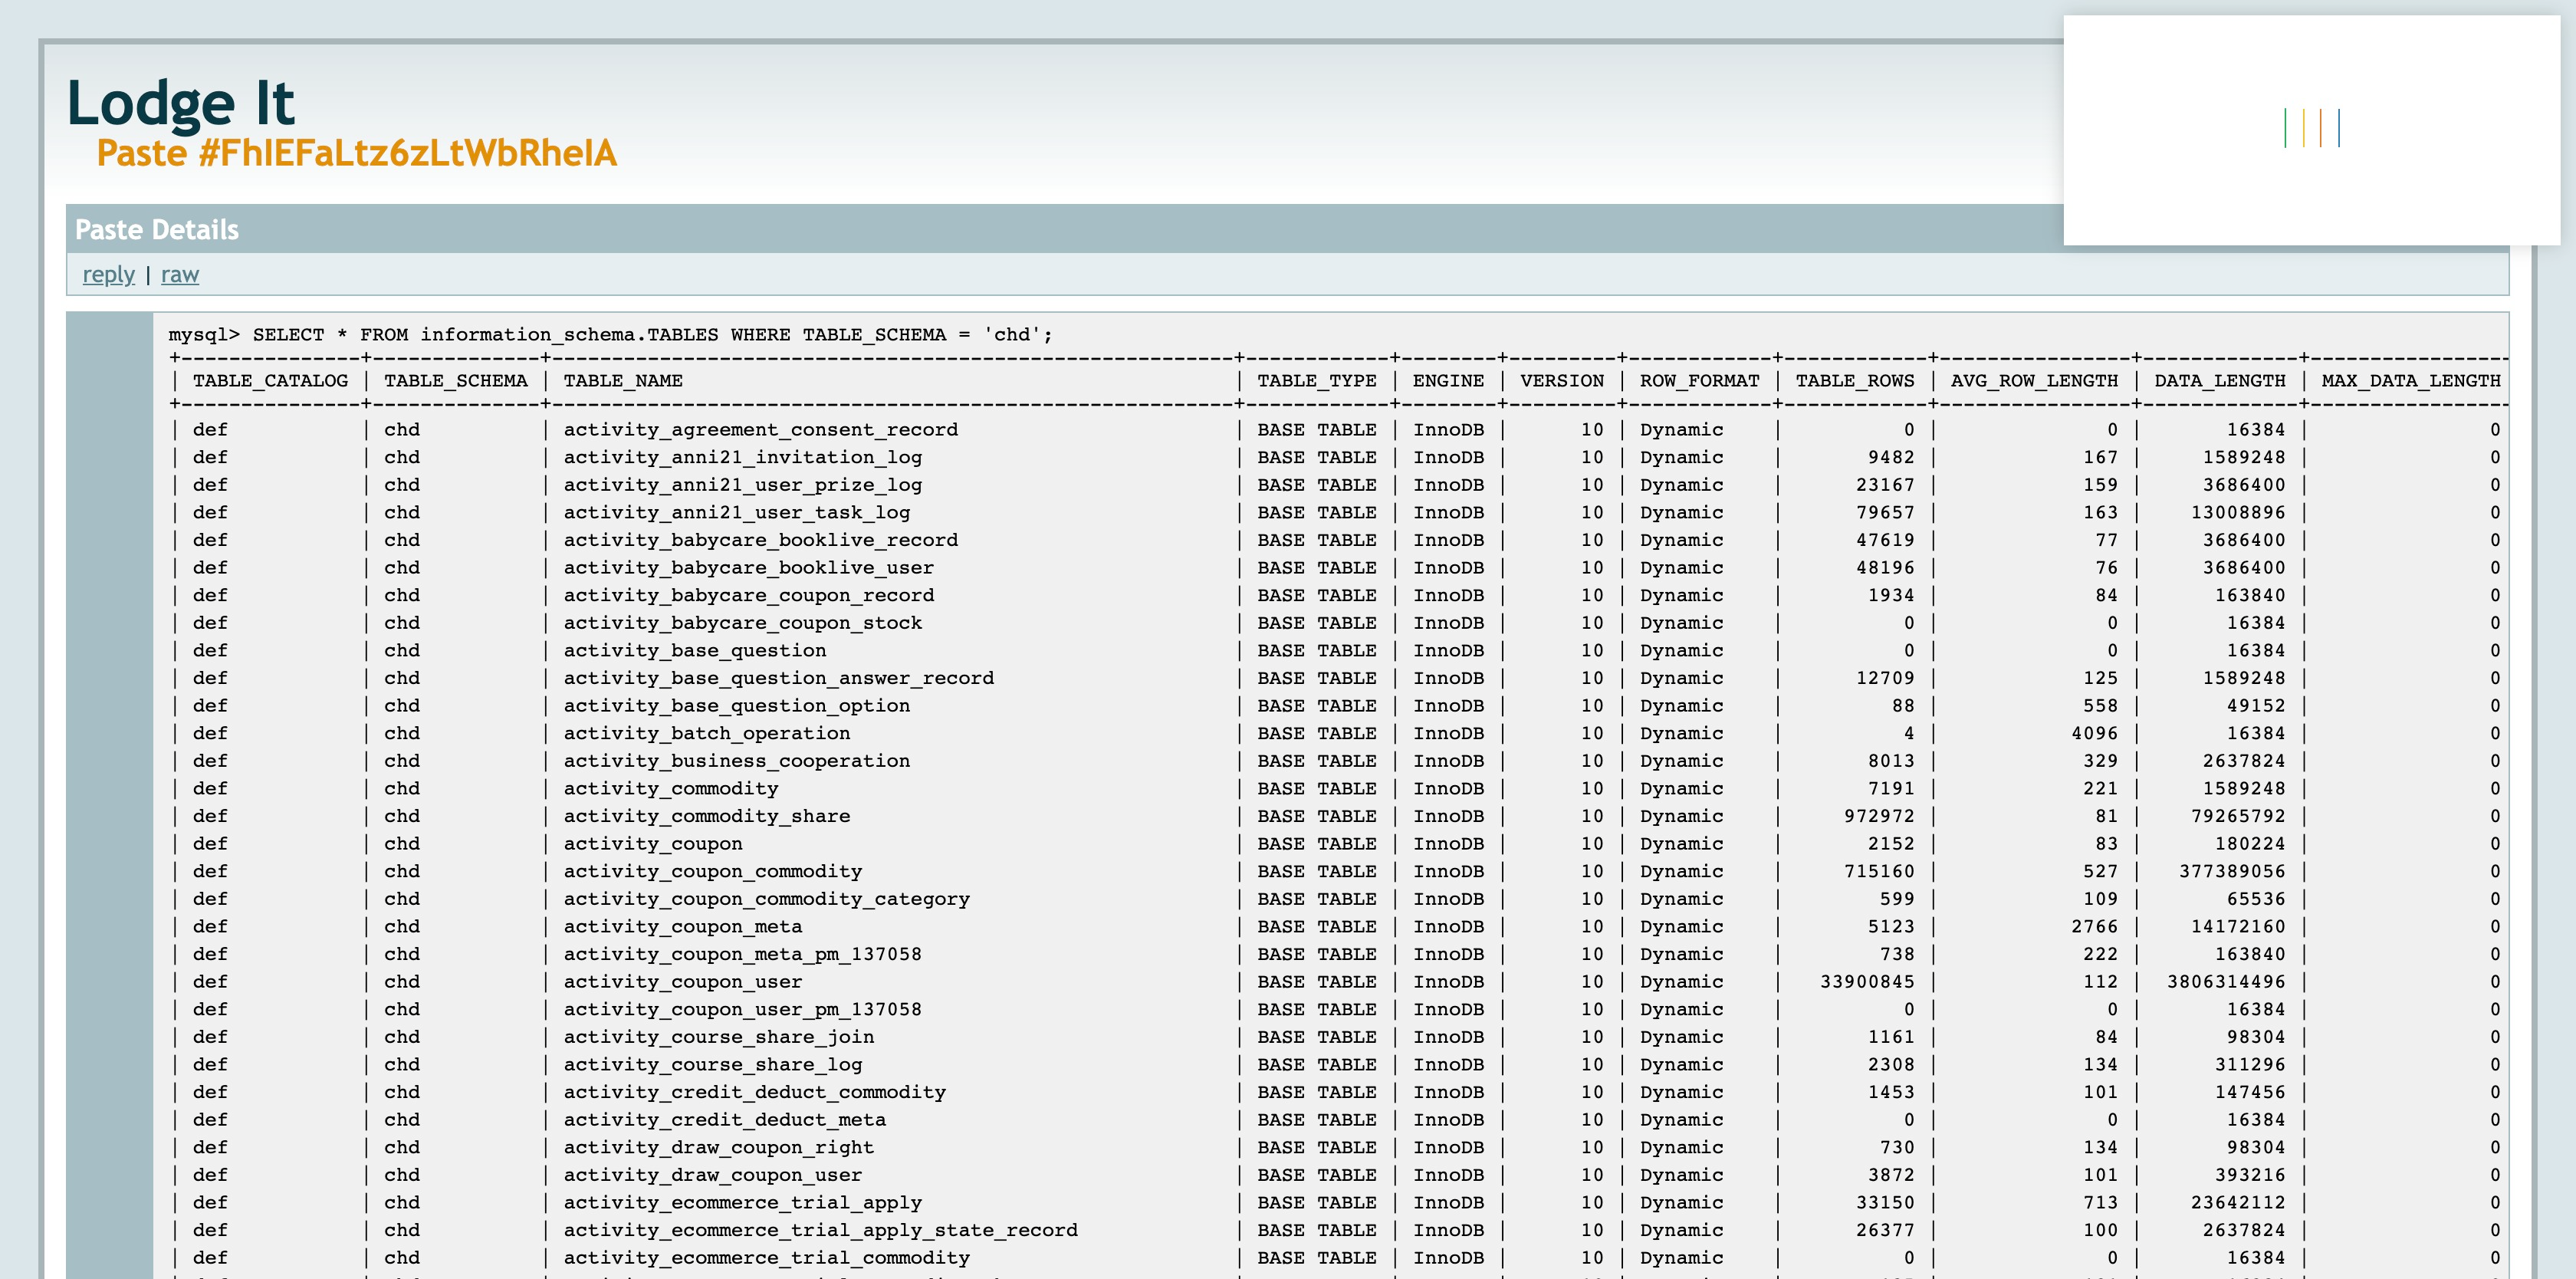 Lodge It
Paste #FhIEFaLtz6zLtWbRheIA
Paste Details
reply | raw
mysql> SELECT * FROM information_schema.TABLES WHERE TABLE_SCHEMA = 'chd';
| TABLE_CATALOG | TABLE_SCHEMA | TABLE_NAME | TABLE_TYPE | ENGINE | VERSION | ROW_FORMAT | TABLE_ROWS | AVG_ROW_LENGTH | DATA_LENGTH | MAX_DATA_LENGTH
| def | chd | activity_agreement_consent_record | BASE TABLE | InnoDB | 10 | Dynamic | 0 | 0 | 16384 | 0
| def | chd | activity_anni21_invitation_log | BASE TABLE | InnoDB | 10 | Dynamic | 9482 | 167 | 1589248 | 0
| def | chd | activity_anni21_user_prize_log | BASE TABLE | InnoDB | 10 | Dynamic | 23167 | 159 | 3686400 | 0
| def | chd | activity_anni21_user_task_log | BASE TABLE | InnoDB | 10 | Dynamic | 79657 | 163 | 13008896 | 0
| def | chd | activity_babycare_booklive_record | BASE TABLE | InnoDB | 10 | Dynamic | 47619 | 77 | 3686400 | 0
| def | chd | activity_babycare_booklive_user | BASE TABLE | InnoDB | 10 | Dynamic | 48196 | 76 | 3686400 | 0
| def | chd | activity_babycare_coupon_record | BASE TABLE | InnoDB | 10 | Dynamic | 1934 | 84 | 163840 | 0
| def | chd | activity_babycare_coupon_stock | BASE TABLE | InnoDB | 10 | Dynamic | 0 | 0 | 16384 | 0
| def | chd | activity_base_question | BASE TABLE | InnoDB | 10 | Dynamic | 0 | 0 | 16384 | 0
| def | chd | activity_base_question_answer_record | BASE TABLE | InnoDB | 10 | Dynamic | 12709 | 125 | 1589248 | 0
| def | chd | activity_base_question_option | BASE TABLE | InnoDB | 10 | Dynamic | 88 | 558 | 49152 | 0
| def | chd | activity_batch_operation | BASE TABLE | InnoDB | 10 | Dynamic | 4 | 4096 | 16384 | 0
| def | chd | activity_business_cooperation | BASE TABLE | InnoDB | 10 | Dynamic | 8013 | 329 | 2637824 | 0
| def | chd | activity_commodity | BASE TABLE | InnoDB | 10 | Dynamic | 7191 | 221 | 1589248 | 0
| def | chd | activity_commodity_share | BASE TABLE | InnoDB | 10 | Dynamic | 972972 | 81 | 79265792 | 0
| def | chd | activity_coupon | BASE TABLE | InnoDB | 10 | Dynamic | 2152 | 83 | 180224 | 0
| def | chd | activity_coupon_commodity | BASE TABLE | InnoDB | 10 | Dynamic | 715160 | 527 | 377389056 | 0
| def | chd | activity_coupon_commodity_category | BASE TABLE | InnoDB | 10 | Dynamic | 599 | 109 | 65536 | 0
| def | chd | activity_coupon_meta | BASE TABLE | InnoDB | 10 | Dynamic | 5123 | 2766 | 14172160 | 0
| def | chd | activity_coupon_meta_pm_137058 | BASE TABLE | InnoDB | 10 | Dynamic | 738 | 222 | 163840 | 0
| def | chd | activity_coupon_user | BASE TABLE | InnoDB | 10 | Dynamic | 33900845 | 112 | 3806314496 | 0
| def | chd | activity_coupon_user_pm_137058 | BASE TABLE | InnoDB | 10 | Dynamic | 0 | 0 | 16384 | 0
| def | chd | activity_course_share_join | BASE TABLE | InnoDB | 10 | Dynamic | 1161 | 84 | 98304 | 0
| def | chd | activity_course_share_log | BASE TABLE | InnoDB | 10 | Dynamic | 2308 | 134 | 311296 | 0
| def | chd | activity_credit_deduct_commodity | BASE TABLE | InnoDB | 10 | Dynamic | 1453 | 101 | 147456 | 0
| def | chd | activity_credit_deduct_meta | BASE TABLE | InnoDB | 10 | Dynamic | 0 | 0 | 16384 | 0
| def | chd | activity_draw_coupon_right | BASE TABLE | InnoDB | 10 | Dynamic | 730 | 134 | 98304 | 0
| def | chd | activity_draw_coupon_user | BASE TABLE | InnoDB | 10 | Dynamic | 3872 | 101 | 393216 | 0
| def | chd | activity_ecommerce_trial_apply | BASE TABLE | InnoDB | 10 | Dynamic | 33150 | 713 | 23642112 | 0
| def | chd | activity_ecommerce_trial_apply_state_record | BASE TABLE | InnoDB | 10 | Dynamic | 26377 | 100 | 2637824 | 0
| def | chd | activity_ecommerce_trial_commodity | BASE TABLE | InnoDB | 10 | Dynamic | 0 | 0 | 16384 | 0